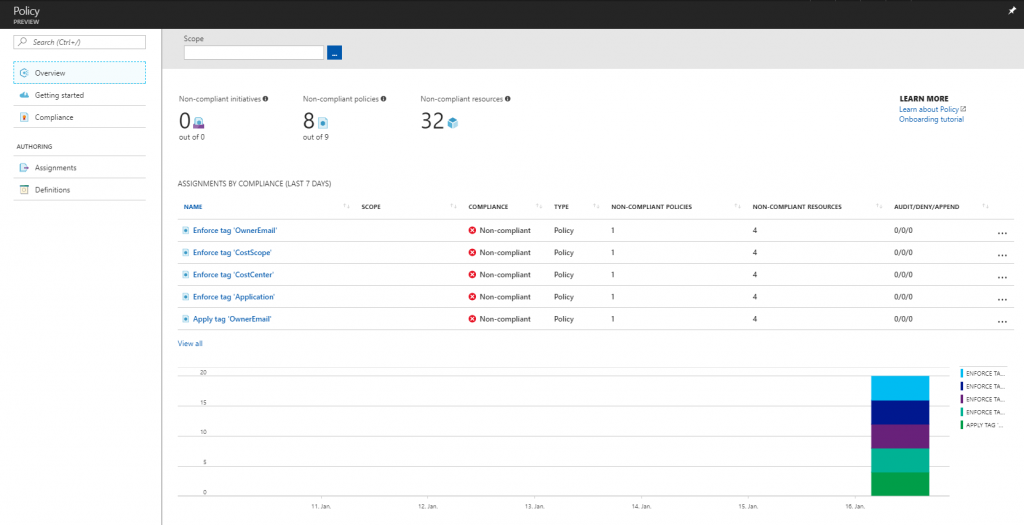 Policy
PREVIEW
Search (Ctrl+/)
Overview
Getting started
Compliance
AUTHORING
Assignments
Definitions
Scope
...
Non-compliant initiatives
0
out of 0
Non-compliant policies
8
out of 9
Non-compliant resources
32
LEARN MORE
Learn about Policy
Onboarding tutorial
ASSIGNMENTS BY COMPLIANCE (LAST 7 DAYS)
NAME SCOPE COMPLIANCE TYPE NON-COMPLIANT POLICIES NON-COMPLIANT RESOURCES AUDIT/DENY/APPEND
Enforce tag 'OwnerEmail' Non-compliant Policy 1 4 0/0/0 ...
Enforce tag 'CostScope' Non-compliant Policy 1 4 0/0/0 ...
Enforce tag 'CostCenter' Non-compliant Policy 1 4 0/0/0 ...
Enforce tag 'Application' Non-compliant Policy 1 4 0/0/0 ...
Apply tag 'OwnerEmail' Non-compliant Policy 1 4 0/0/0 ...
View all
20
15
10
5
0
11. Jan. 12. Jan. 13. Jan. 14. Jan. 15. Jan. 16. Jan.
ENFORCE TA...
ENFORCE TA...
ENFORCE TA...
ENFORCE TA...
APPLY TAG '...